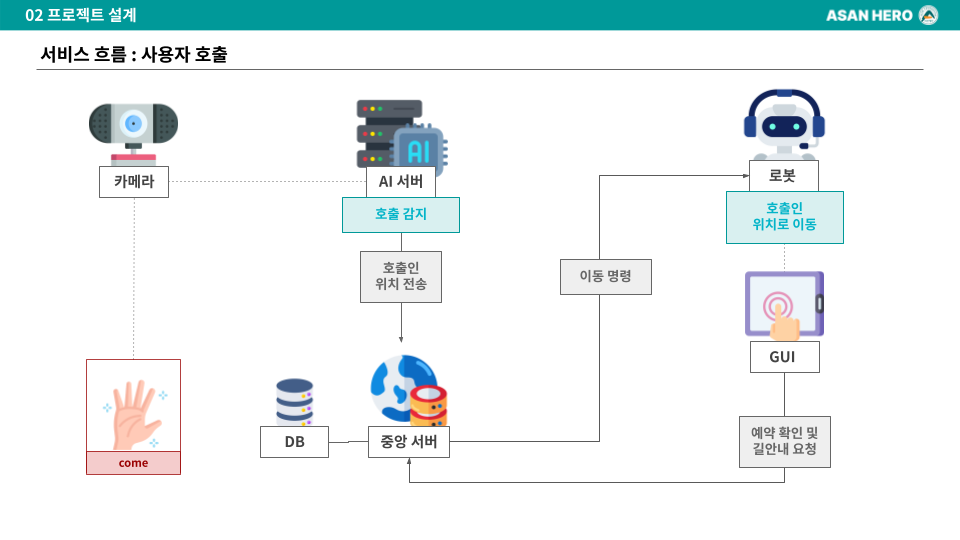 02 프로젝트 설계
ASAN HERO
서비스 흐름 : 사용자 호출
AI
카메라
AI 서버
로봇
호출 감지
호출인
위치로 이동
호출인
위치 전송
이동 명령
GUI
DB
중앙 서버
예약 확인 및
길안내 요청
come